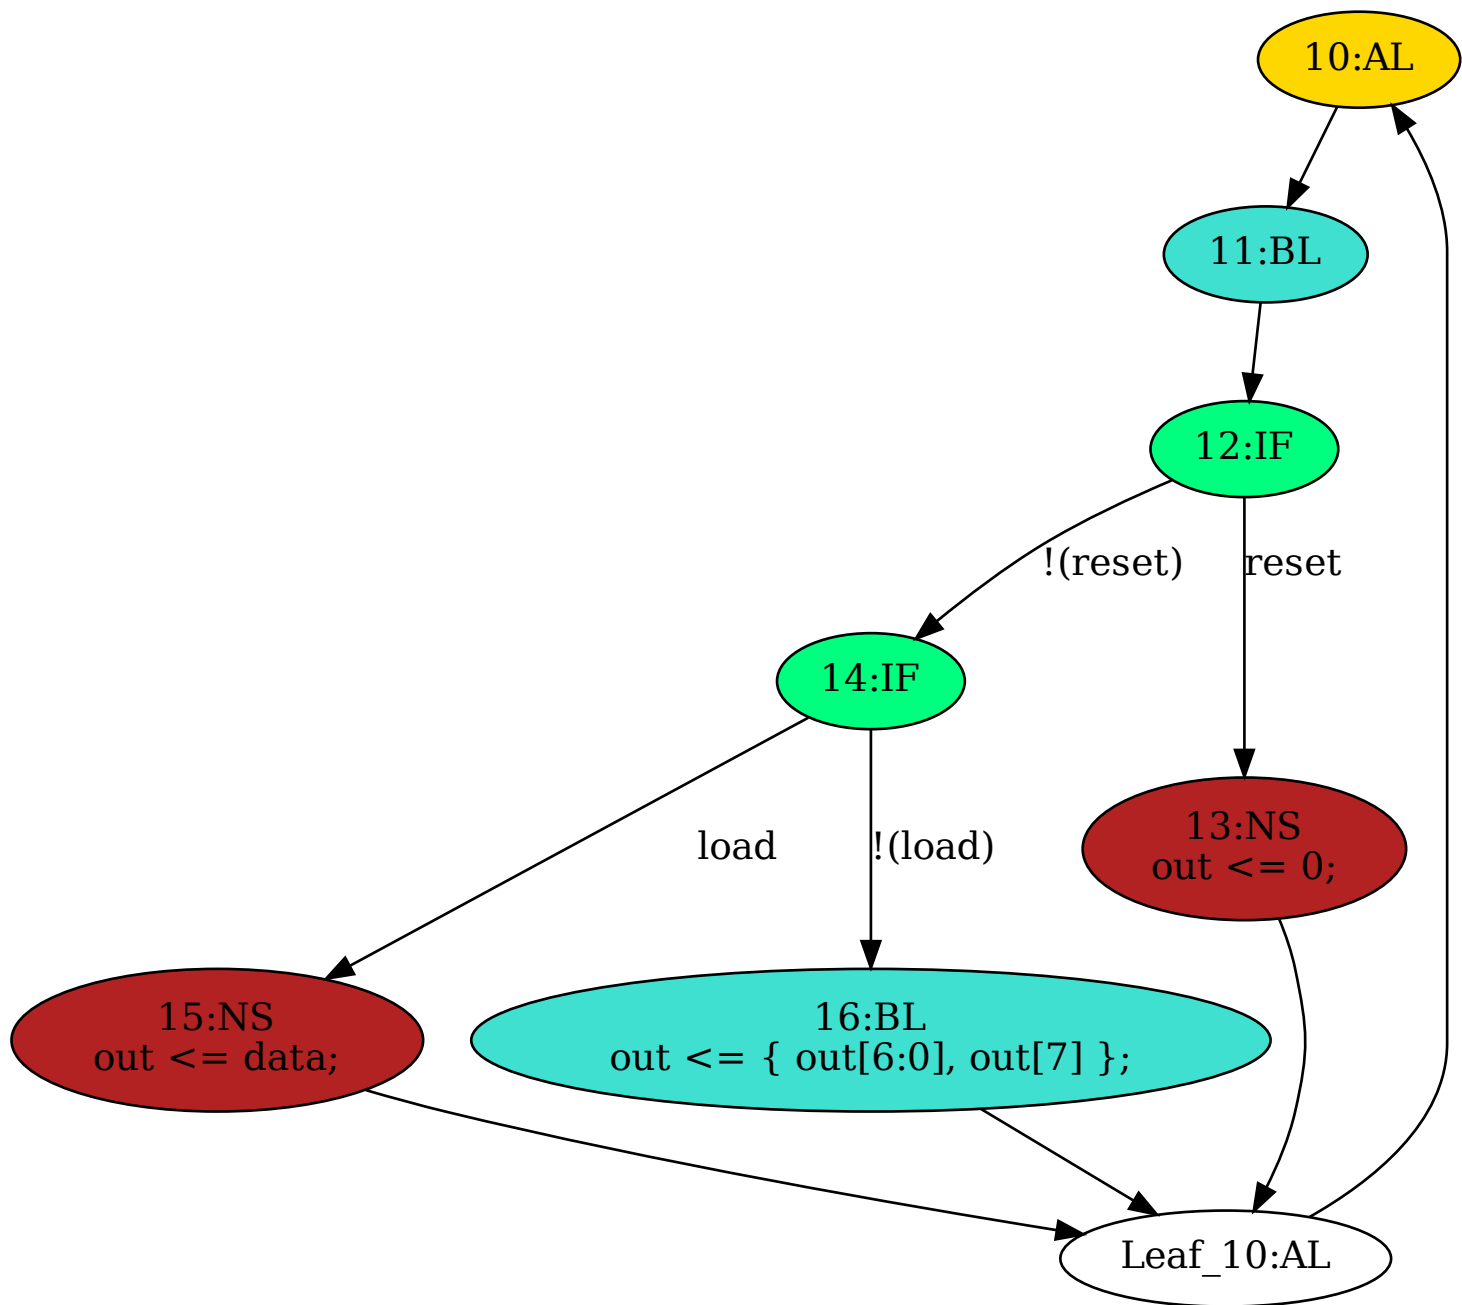 10:AL
11:BL
12:IF
!(reset)
reset
14:IF
load
!(load)
13:NS
out <= 0;
15:NS
out <= data;
16:BL
out <= { out[6:0], out[7] };
Leaf_10:AL